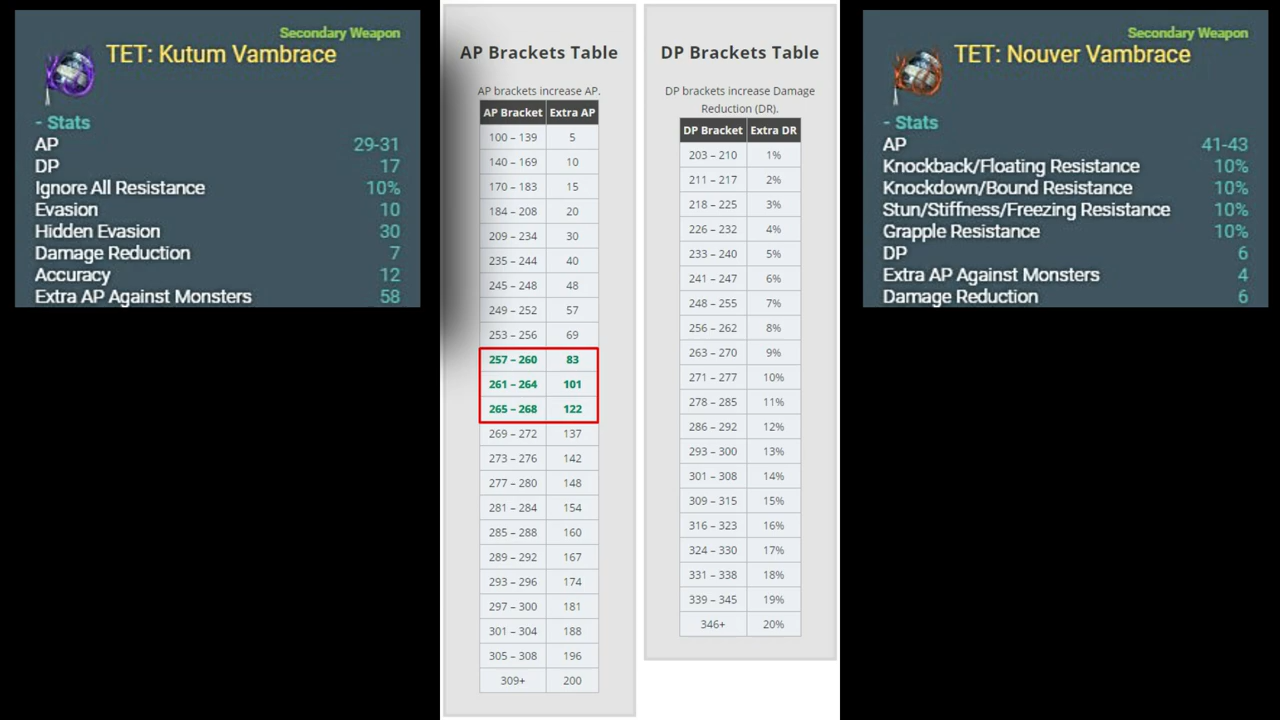 Secondary Weapon
TET: Kutum Vambrace
- Stats
AP 29-31
DP 17
Ignore All Resistance 10%
Evasion 10
Hidden Evasion 30
Damage Reduction 7
Accuracy 12
Extra AP Against Monsters 58
AP Brackets Table
AP brackets increase AP.
AP Bracket Extra AP
100 – 139 5
140 – 169 10
170 – 183 15
184 – 208 20
209 – 234 30
235 – 244 40
245 – 248 48
249 – 252 57
253 – 256 69
257 – 260 83
261 – 264 101
265 – 268 122
269 – 272 137
273 – 276 142
277 – 280 148
281 – 284 154
285 – 288 160
289 – 292 167
293 – 296 174
297 – 300 181
301 – 304 188
305 – 308 196
309+ 200
DP Brackets Table
DP brackets increase Damage
Reduction (DR).
DP Bracket Extra DR
203 – 210 1%
211 – 217 2%
218 – 225 3%
226 – 232 4%
233 – 240 5%
241 – 247 6%
248 – 255 7%
256 – 262 8%
263 – 270 9%
271 – 277 10%
278 – 285 11%
286 – 292 12%
293 – 300 13%
301 – 308 14%
309 – 315 15%
316 – 323 16%
324 – 330 17%
331 – 338 18%
339 – 345 19%
346+ 20%
Secondary Weapon
TET: Nouver Vambrace
- Stats
AP 41-43
Knockback/Floating Resistance 10%
Knockdown/Bound Resistance 10%
Stun/Stiffness/Freezing Resistance 10%
Grapple Resistance 10%
DP 6
Extra AP Against Monsters 4
Damage Reduction 6